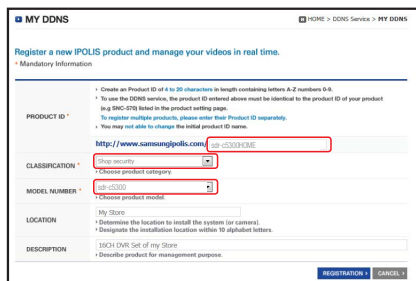 MY DDNS
HOME > DDNS Service > MY DDNS
Register a new IPOLIS product and manage your videos in real time.
* Mandatory Information
PRODUCT ID *
› Create an Product ID of 4 to 20 characters in length containing letters A-Z numbers 0-9.
› To use the DDNS service, the product ID entered above must be identical to the product ID of your product
(e.g SNC-570) listed in the product setting page.
To register multiple products, please enter their Product ID separately.
› You may not able to change the initial product ID name.
http://www.samsungipolis.com/ sdr-c5300HOME
CLASSIFICATION *
Shop security
› Choose product category.
MODEL NUMBER *
sdr-c5300
› Choose product model.
LOCATION
My Store
› Determine the location to install the system (or camera).
› Designate the installation location within 10 alphabet letters.
DESCRIPTION
16CH DVR Set of my Store
› Describe product for management purpose.
REGISTRATION ›
CANCEL ›